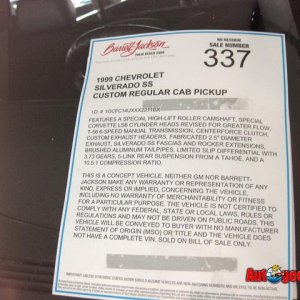 Barrett-Jackson
PALM BEACH 2006
NO RESERVE
SALE NUMBER
337
1999 CHEVROLET
SILVERADO SS
CUSTOM REGULAR CAB PICKUP
FEATURES A SPECIAL HIGH-LIFT ROLLER CAMSHAFT, SPECIAL
CORVETTE LS6 CYLINDER HEADS REVISED FOR GREATER FLOW,
T-56 6-SPEED MANUAL TRANSMISSION, CENTERFORCE CLUTCH,
CUSTOM EXHAUST HEADERS, FABRICATED 2.5" DIAMETER
EXHAUST, SILVERADO SS FASCIAS AND ROCKER EXTENSIONS,
BRUSHED ALUMINUM TAILPIPES, LIMITED SLIP DIFFERENTIAL WITH
3.73 GEARS, 5-LINK REAR SUSPENSION FROM A TAHOE, AND A
10.5:1 COMPRESSION RATIO.
THIS IS A CONCEPT VEHICLE. NEITHER GM NOR BARRETT-
JACKSON MAKE ANY WARRANTY OR REPRESENTATION OF ANY
KIND, EXPRESS OR IMPLIED, CONCERNING THE VEHICLE,
INCLUDING NO WARRANTY OF MERCHANTABILITY OR FITNESS
FOR A PARTICULAR PURPOSE. THE VEHICLE IS NOT INTENDED TO
COMPLY WITH ANY FEDERAL, STATE OR LOCAL LAWS, RULES OR
REGULATIONS AND MAY NOT BE DRIVEN ON PUBLIC ROADS. THIS
VEHICLE WILL BE CONVEYED TO BUYER WITH NO MANUFACTURER
STATEMENT OF ORIGIN (MSO) OR TITLE AND THE VEHICLE DOES
NOT HAVE A COMPLETE VIN. SOLD ON BILL OF SALE ONLY.